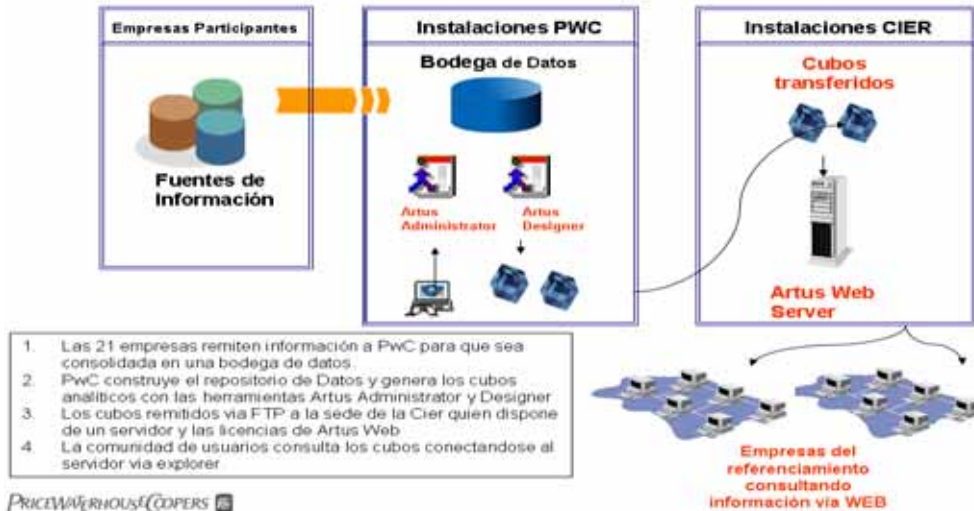 Empresas Participantes
Fuentes de
Información
Instalaciones PWC
Bodega de Datos
Artus
Administrator
Artus
Designer
Instalaciones CIER
Cubos
transferidos
Artus Web
Server
1. Las 21 empresas remiten información a PwC para que sea
consolidada en una bodega de datos.
2. PwC construye el repositorio de Datos y genera los cubos
analíticos con las herramientas Artus Administrator y Designer
3. Los cubos remitidos via FTP a la sede de la Cier quien dispone
de un servidor y las licencias de Artus Web
4. La comunidad de usuarios consulta los cubos conectandose al
servidor via explorer
Empresas del
referenciamiento
consultando
información vía WEB
PRICEWATERHOUSECOOPERS